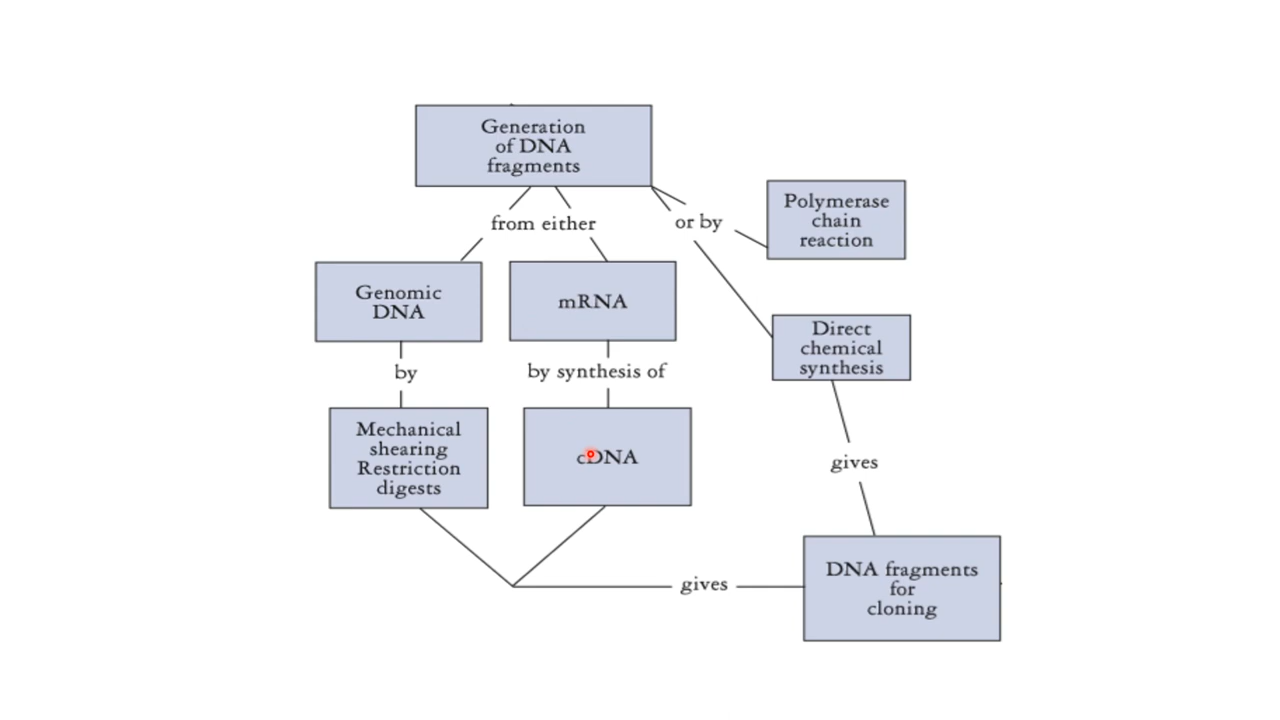 Generation
of DNA
fragments
from either
or by
Polymerase
chain
reaction
Genomic
DNA
mRNA
Direct
chemical
synthesis
by
by synthesis of
Mechanical
shearing
Restriction
digests
cDNA
gives
DNA fragments
for
cloning
gives